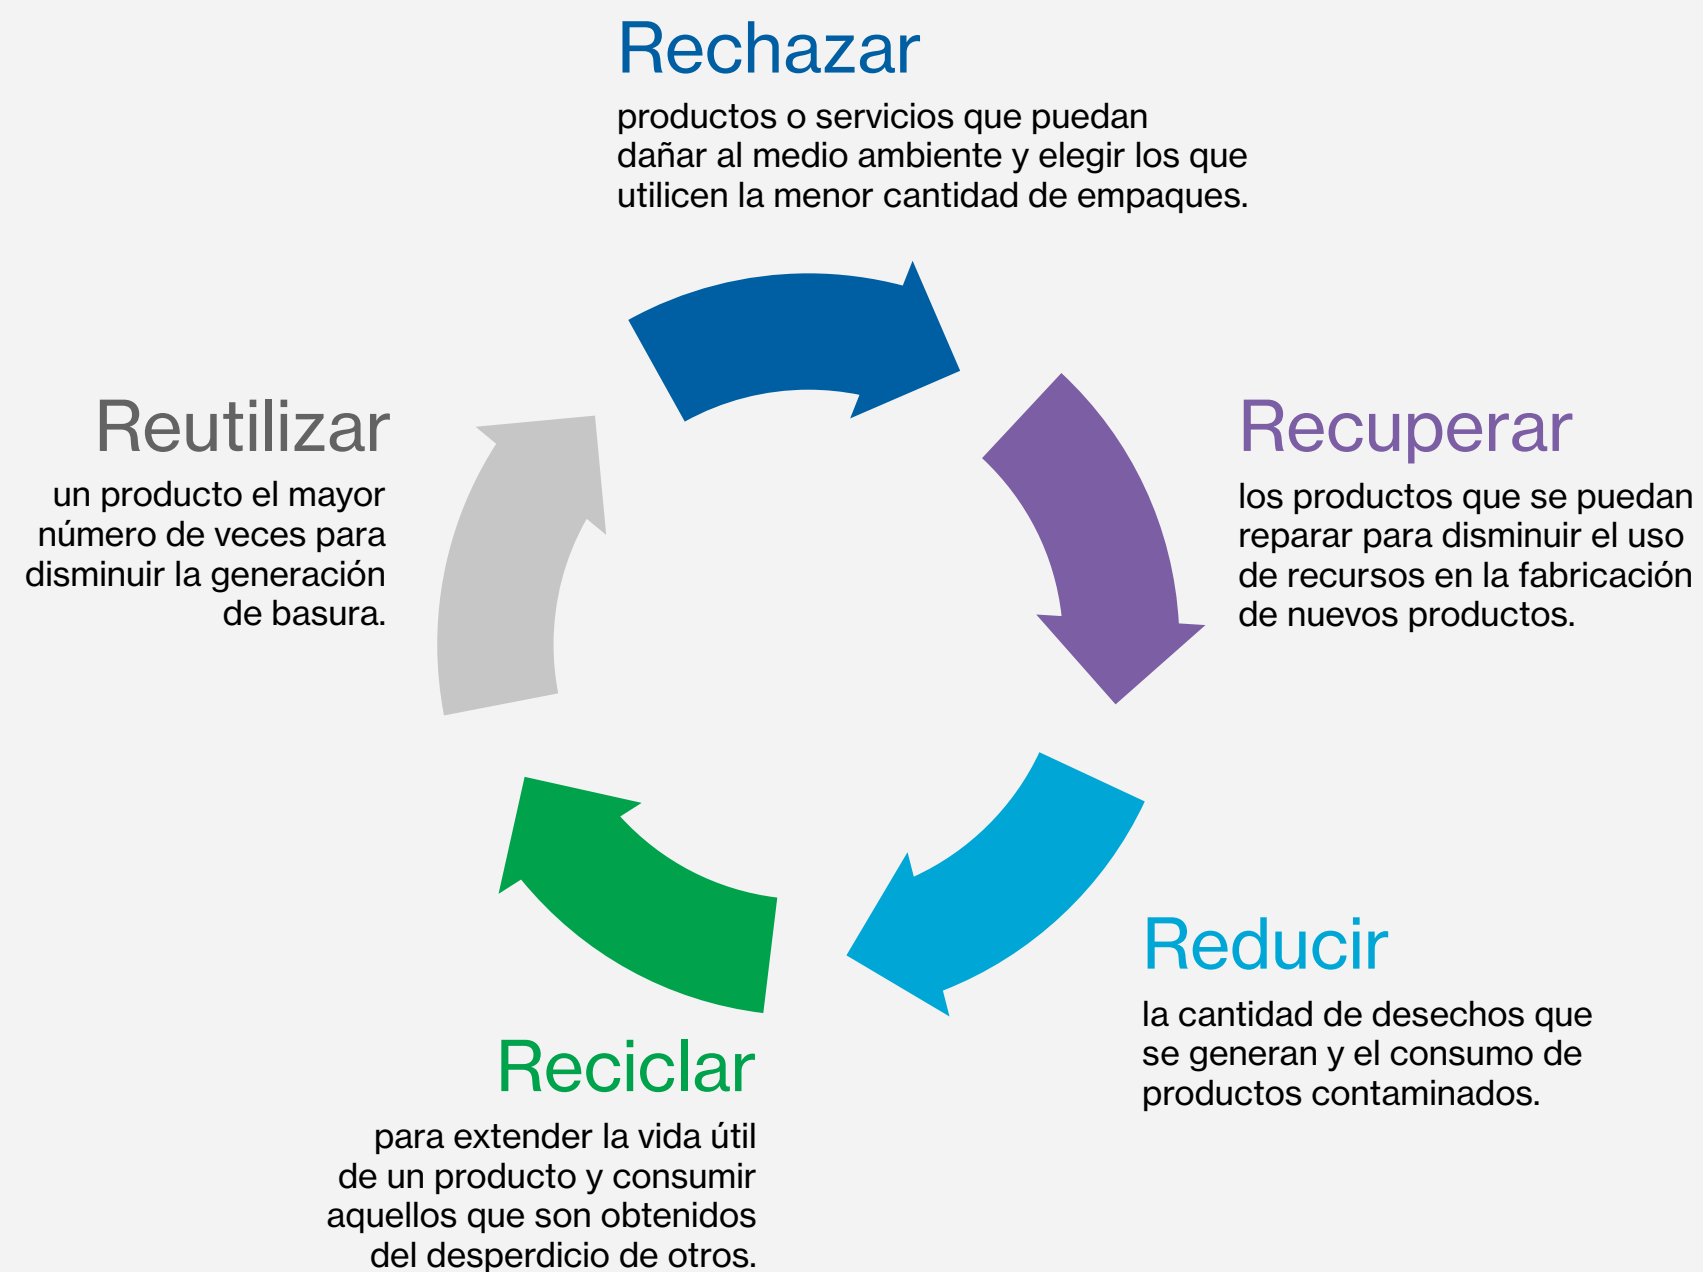 Rechazar
productos o servicios que puedan
dañar al medio ambiente y elegir los que
utilicen la menor cantidad de empaques.
Recuperar
los productos que se puedan
reparar para disminuir el uso
de recursos en la fabricación
de nuevos productos.
Reducir
la cantidad de desechos que
se generan y el consumo de
productos contaminados.
Reciclar
para extender la vida útil
de un producto y consumir
aquellos que son obtenidos
del desperdicio de otros.
Reutilizar
un producto el mayor
número de veces para
disminuir la generación
de basura.